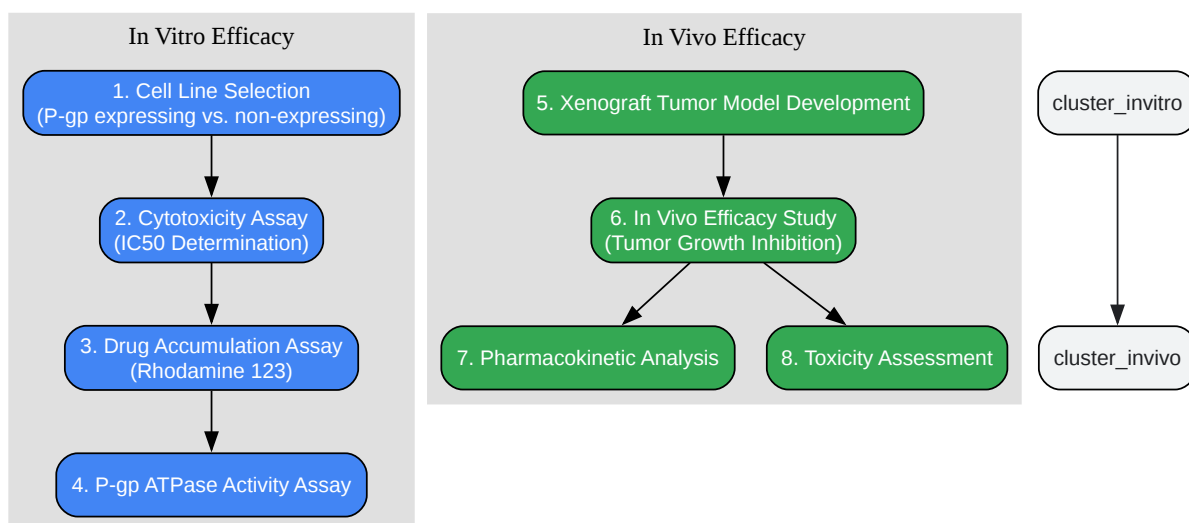 In Vitro Efficacy
1. Cell Line Selection
(P-gp expressing vs. non-expressing)
2. Cytotoxicity Assay
(IC50 Determination)
3. Drug Accumulation Assay
(Rhodamine 123)
4. P-gp ATPase Activity Assay
In Vivo Efficacy
5. Xenograft Tumor Model Development
6. In Vivo Efficacy Study
(Tumor Growth Inhibition)
7. Pharmacokinetic Analysis
8. Toxicity Assessment
cluster_invitro
cluster_invivo